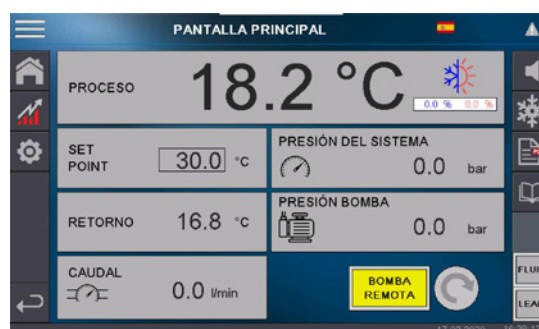 PANTALLA PRINCIPAL
PROCESO 18.2 °C
0.0 % 0.0 %
SET POINT 30.0 °C
PRESIÓN DEL SISTEMA
0.0 bar
RETORNO 16.8 °C
PRESIÓN BOMBA
0.0 bar
CAUDAL
0.0 l/min
BOMBA
REMOTA